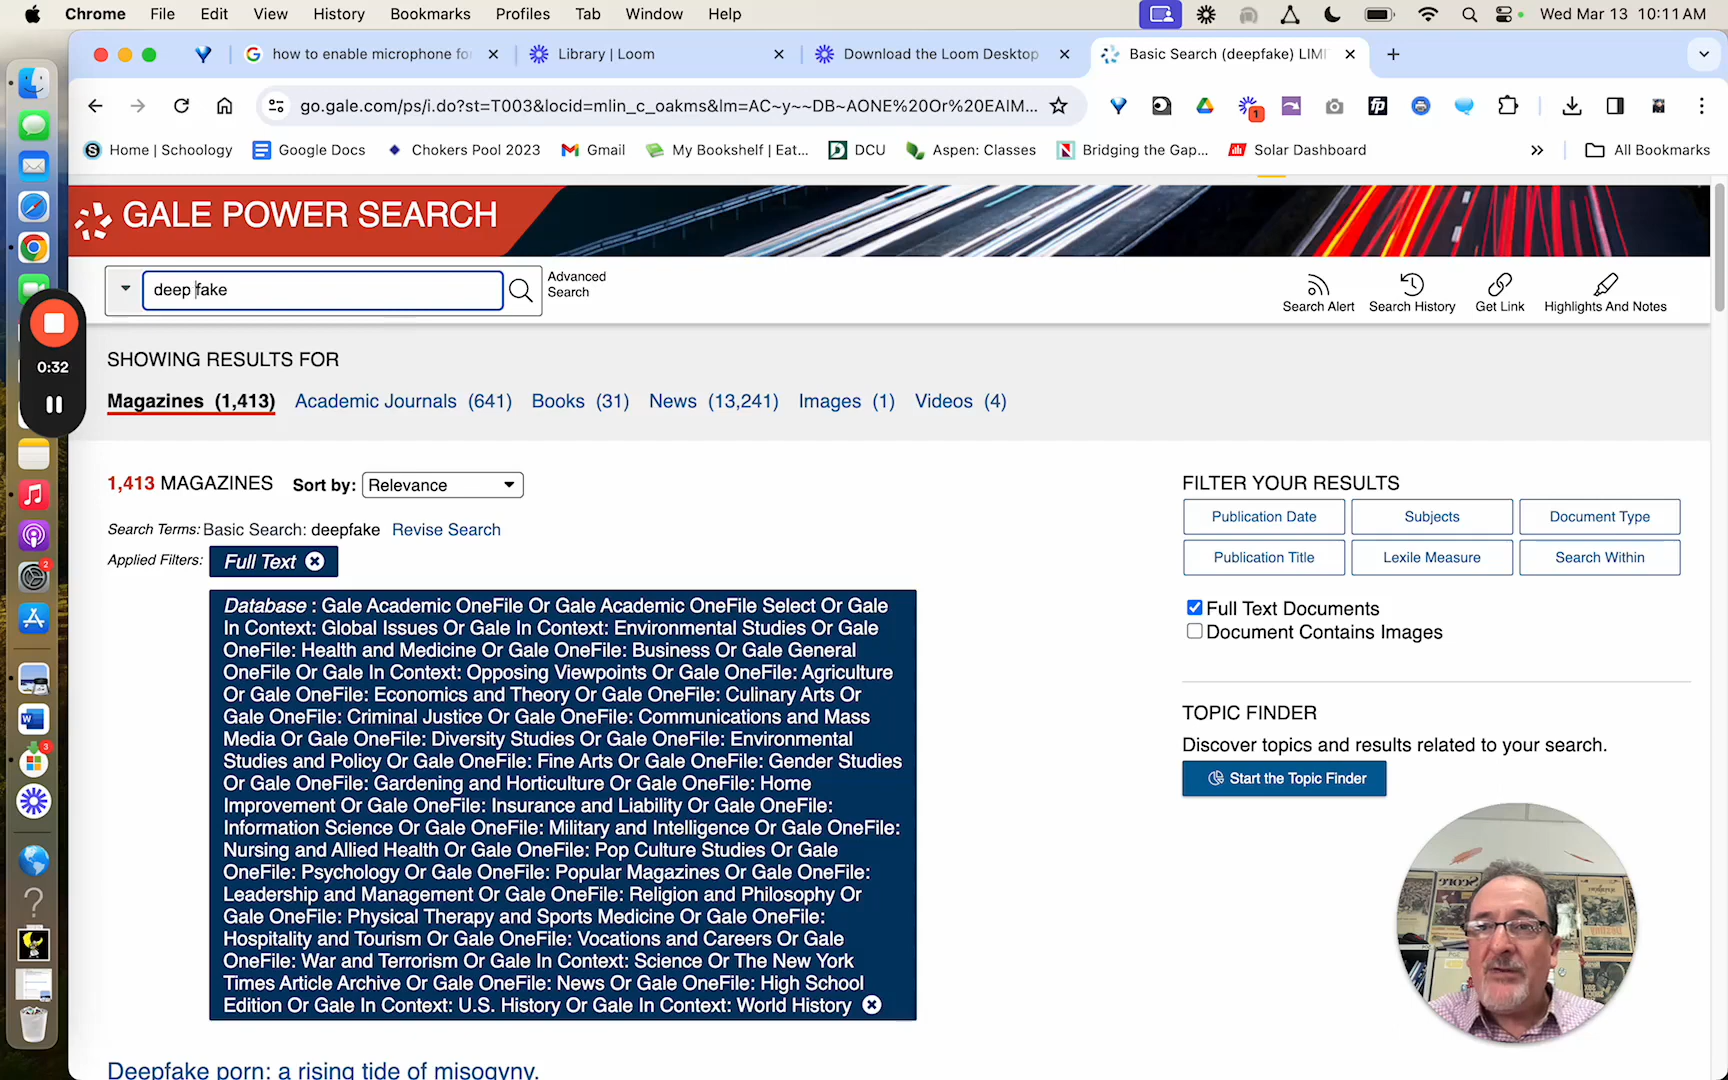 Chrome File Edit View History Bookmarks Profiles Tab Window Help Wed Mar 13 10:11 AM
how to enable microphone fo Library | Loom Download the Loom Desktop Basic Search (deepfake) LIMI
go.gale.com/ps/i.do?st=T003&locid=mlin_c_oakms&lm=AC~y~~DB~AONE%20Or%20EAIM... 1
Home | Schoology Google Docs Chokers Pool 2023 Gmail My Bookshelf | Eat... DCU Aspen: Classes Bridging the Gap... Solar Dashboard » All Bookmarks
GALE POWER SEARCH
deep fake
Advanced
Search
Search Alert Search History Get Link Highlights And Notes
0:32
SHOWING RESULTS FOR
Magazines (1,413) Academic Journals (641) Books (31) News (13,241) Images (1) Videos (4)
1,413 MAGAZINES Sort by: Relevance
Search Terms: Basic Search: deepfake Revise Search
Applied Filters: Full Text
Database : Gale Academic OneFile Or Gale Academic OneFile Select Or Gale
In Context: Global Issues Or Gale In Context: Environmental Studies Or Gale
OneFile: Health and Medicine Or Gale OneFile: Business Or Gale General
OneFile Or Gale In Context: Opposing Viewpoints Or Gale OneFile: Agriculture
Or Gale OneFile: Economics and Theory Or Gale OneFile: Culinary Arts Or
Gale OneFile: Criminal Justice Or Gale OneFile: Communications and Mass
Media Or Gale OneFile: Diversity Studies Or Gale OneFile: Environmental
Studies and Policy Or Gale OneFile: Fine Arts Or Gale OneFile: Gender Studies
Or Gale OneFile: Gardening and Horticulture Or Gale OneFile: Home
Improvement Or Gale OneFile: Insurance and Liability Or Gale OneFile:
Information Science Or Gale OneFile: Military and Intelligence Or Gale OneFile:
Nursing and Allied Health Or Gale OneFile: Pop Culture Studies Or Gale
OneFile: Psychology Or Gale OneFile: Popular Magazines Or Gale OneFile:
Leadership and Management Or Gale OneFile: Religion and Philosophy Or
Gale OneFile: Physical Therapy and Sports Medicine Or Gale OneFile:
Hospitality and Tourism Or Gale OneFile: Vocations and Careers Or Gale
OneFile: War and Terrorism Or Gale In Context: Science Or The New York
Times Article Archive Or Gale OneFile: News Or Gale OneFile: High School
Edition Or Gale In Context: U.S. History Or Gale In Context: World History
Deepfake porn: a rising tide of misogyny.
FILTER YOUR RESULTS
Publication Date Subjects Document Type
Publication Title Lexile Measure Search Within
Full Text Documents
Document Contains Images
TOPIC FINDER
Discover topics and results related to your search.
Start the Topic Finder
2
3